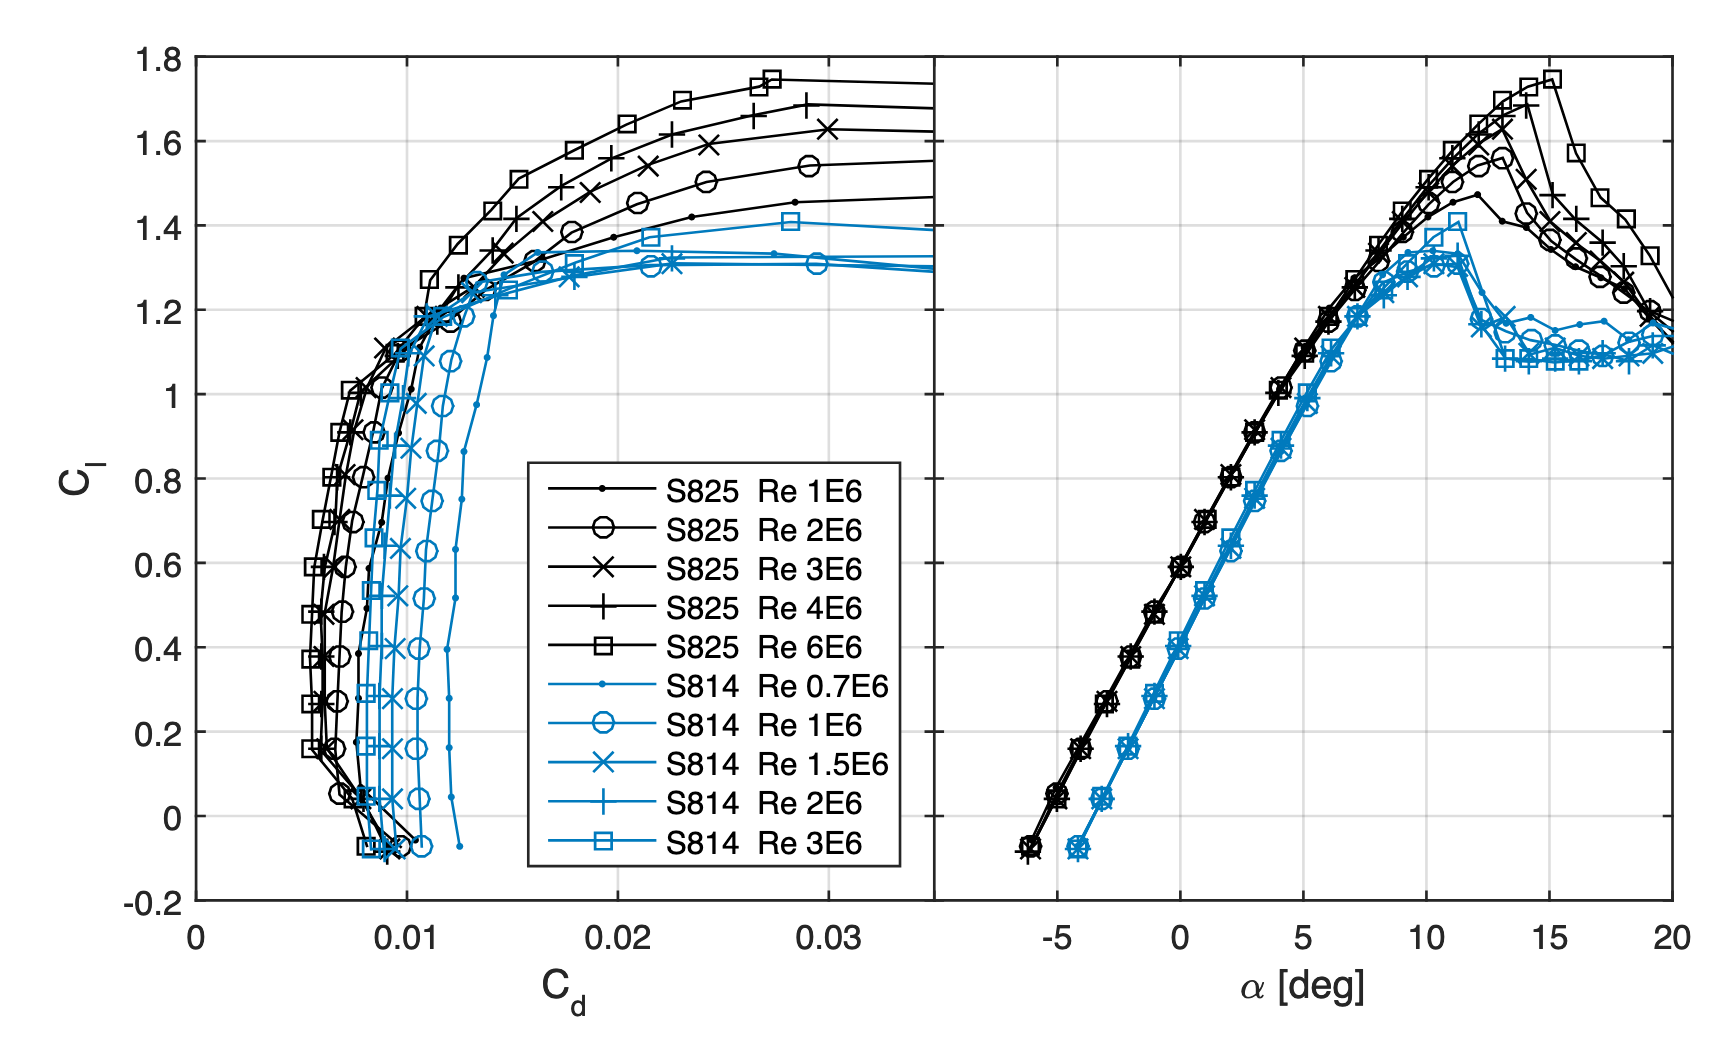 1.8
1.6
1.4
1.2
1
0.8
0.6
0.4
0.2
0
-0.2
C_l
S825 Re 1E6
S825 Re 2E6
S825 Re 3E6
S825 Re 4E6
S825 Re 6E6
S814 Re 0.7E6
S814 Re 1E6
S814 Re 1.5E6
S814 Re 2E6
S814 Re 3E6
0 0.01 0.02 0.03
-5 0 5 10 15 20
C_d
α [deg]